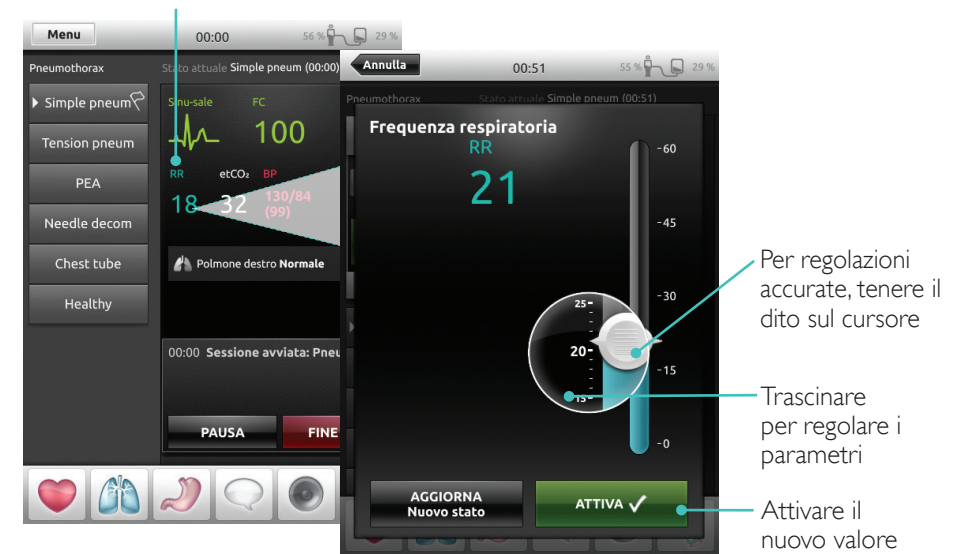 Menu
00:00
56 %
29 %
Pneumothorax
Stato attuale Simple pneum (00:00)
Simple pneum
Tension pneum
PEA
Needle decom
Chest tube
Healthy
Sinu-sale
FC
100
RR
etCO₂
BP
18
32
130/84
(99)
Polmone destro Normale
00:00 Sessione avviata: Pneu
PAUSA
FINE
Annulla
00:51
55 %
29 %
Pneumothorax
Stato attuale Simple pneum (00:51)
Frequenza respiratoria
RR
21
-60
-45
-30
-15
-0
25-
20-
15-
AGGIORNA
Nuovo stato
ATTIVA ✓
Per regolazioni
accurate, tenere il
dito sul cursore
Trascinare
per regolare i
parametri
Attivare il
nuovo valore